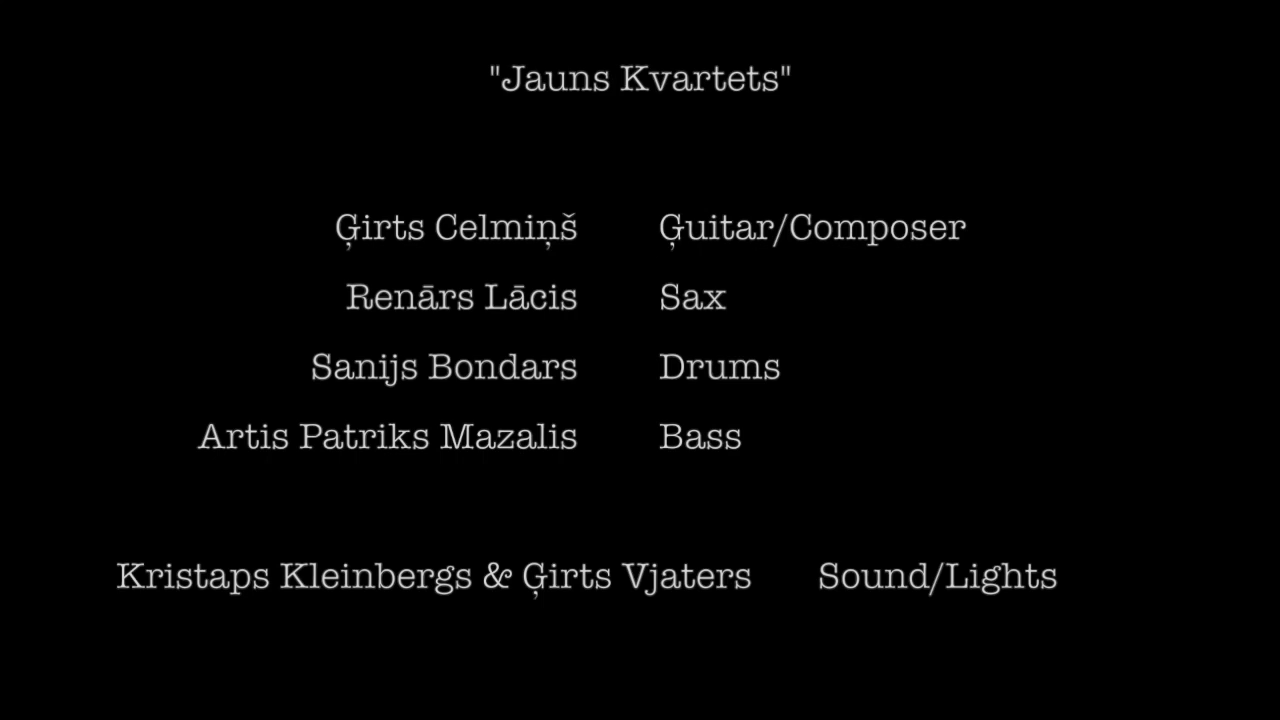 "Jauns Kvartets"
Ģirts Celmiņš Ģuitar/Composer
Renārs Lācis Sax
Sanijs Bondars Drums
Artis Patriks Mazalis Bass
Kristaps Kleinbergs & Ģirts Vjaters Sound/Lights